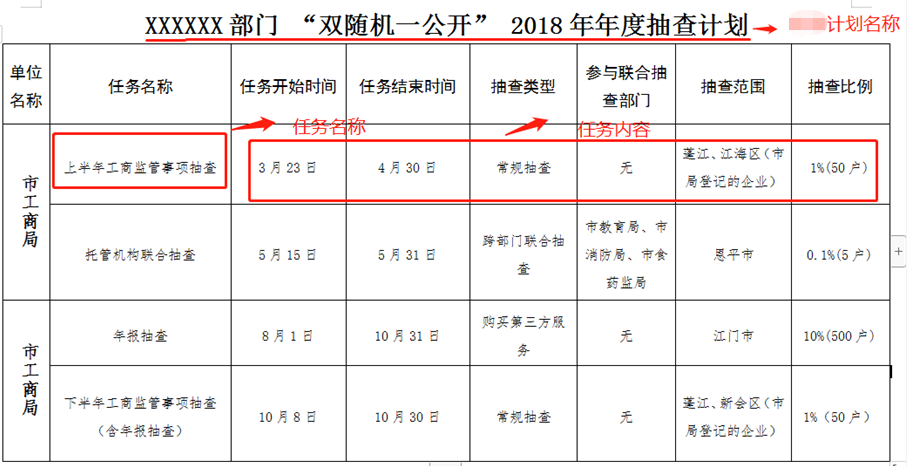 XXXXXX 部门 “双随机一公开” 2018 年年度抽查计划
计划名称
单位
名称
任务名称
任务开始时间
任务结束时间
抽查类型
参与联合抽
查部门
抽查范围
抽查比例
任务名称
任务内容
市工商局
上半年工商监管事项抽查
3 月 23 日
4 月 30 日
常规抽查
无
蓬江、江海区（市
局登记的企业）
1%(50 户)
托管机构联合抽查
5 月 15 日
5 月 31 日
跨部门联合抽
查
市教育局、市
消防局、市食
药监局
恩平市
0.1%(5 户)
市工商局
年报抽查
8 月 1 日
10 月 31 日
购买第三方服
务
无
江门市
10%(500 户)
下半年工商监管事项抽查
（含年报抽查）
10 月 8 日
10 月 30 日
常规抽查
无
蓬江、新会区（市
局登记的企业）
1%（50 户）